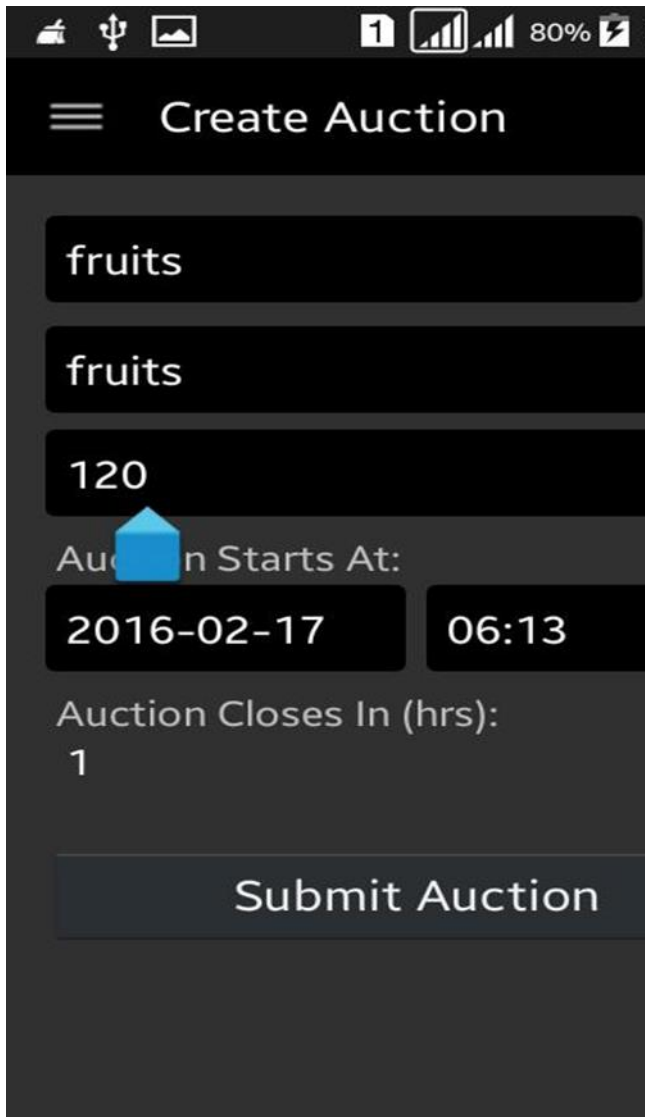 1 80%
Create Auction
fruits
fruits
120
n Starts At:
2016-02-17 06:13
Auction Closes In (hrs):
1
Submit Auction